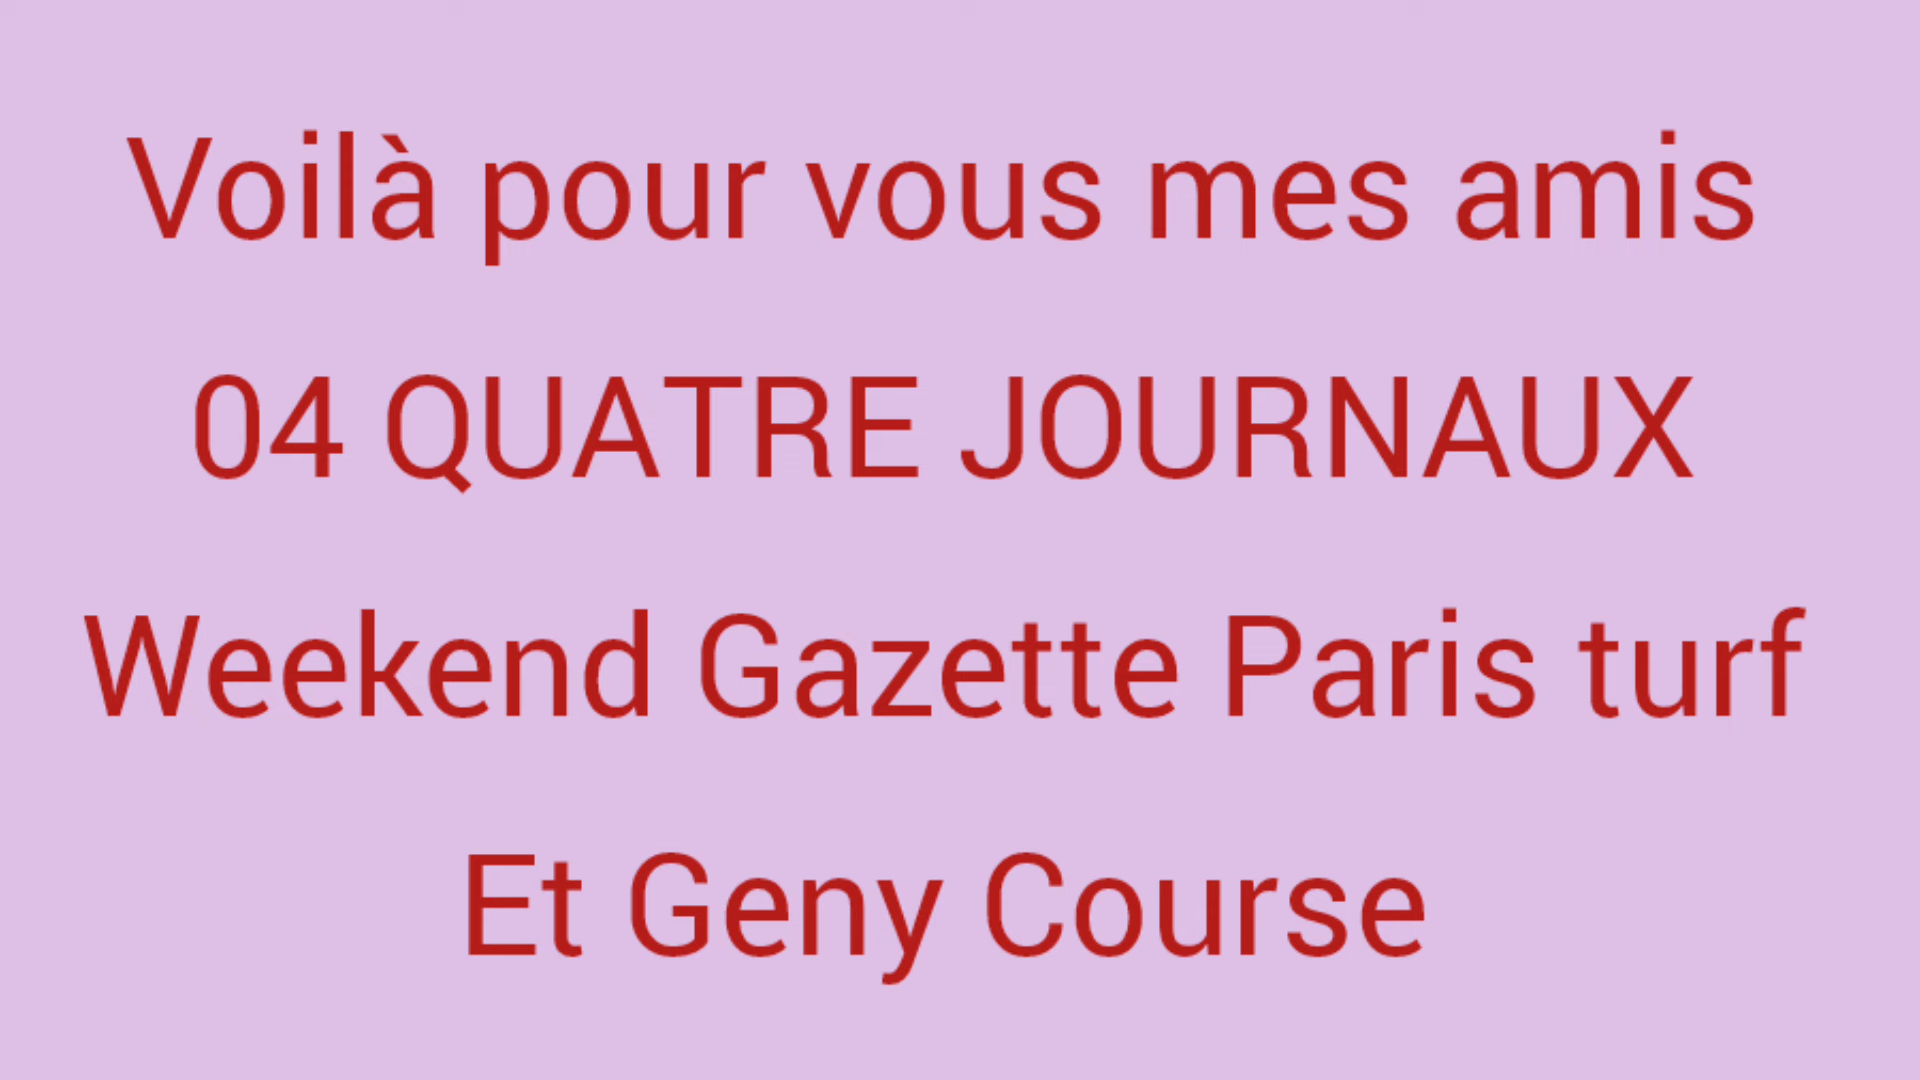 Voilà pour vous mes amis
04 QUATRE JOURNAUX
Weekend Gazette Paris turf
Et Geny Course